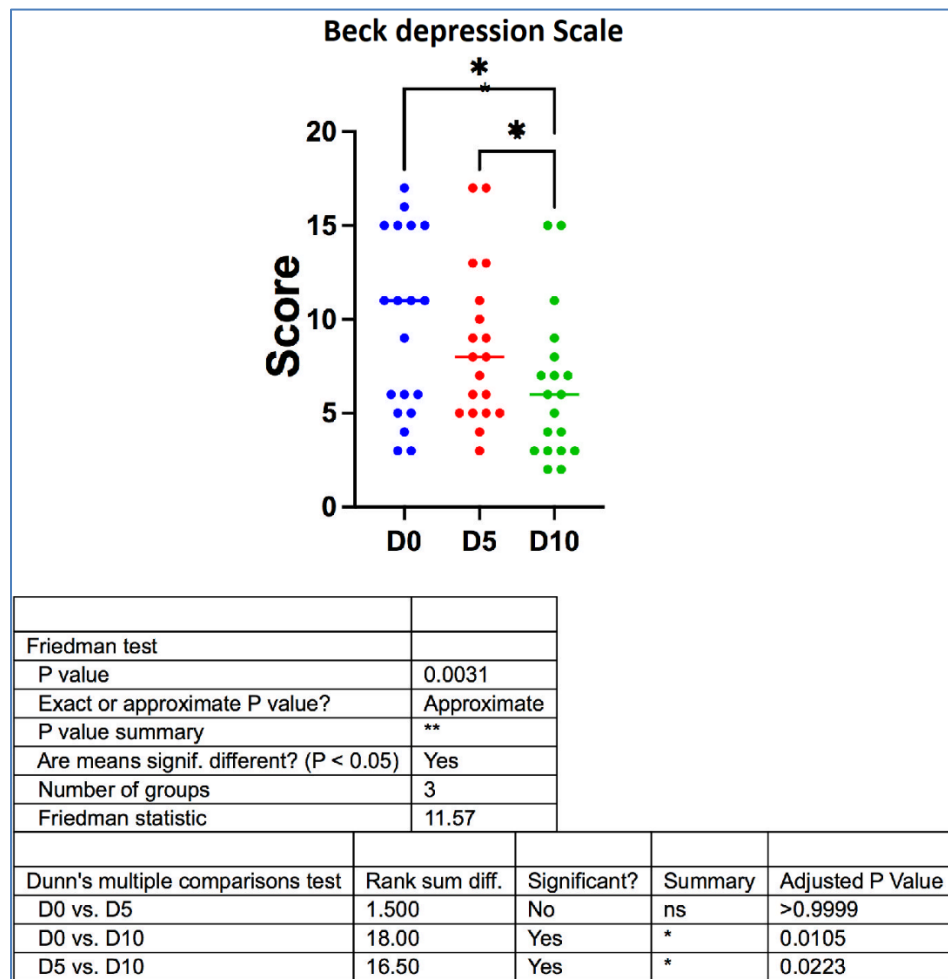 Beck depression Scale
*
*
*
20
15
10
5
0
Score
D0 D5 D10
Friedman test
P value 0.0031
Exact or approximate P value? Approximate
P value summary **
Are means signif. different? (P < 0.05) Yes
Number of groups 3
Friedman statistic 11.57
Dunn's multiple comparisons test Rank sum diff. Significant? Summary Adjusted P Value
D0 vs. D5 1.500 No ns >0.9999
D0 vs. D10 18.00 Yes * 0.0105
D5 vs. D10 16.50 Yes * 0.0223